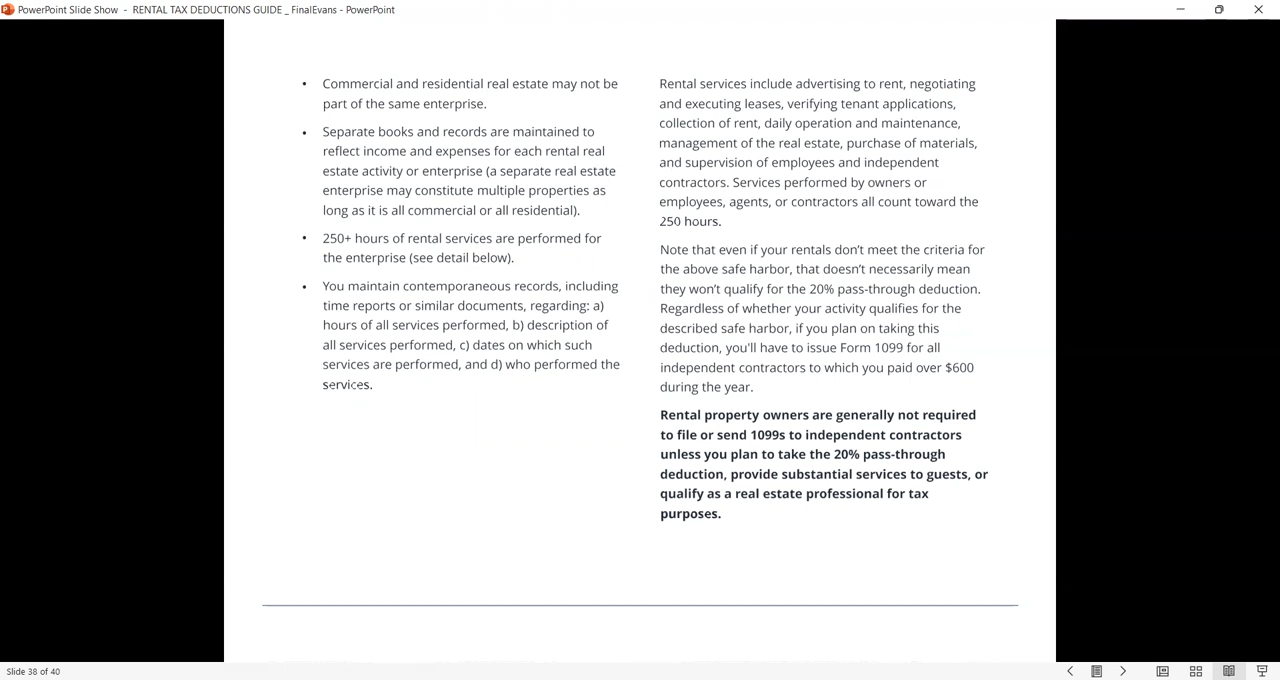 PowerPoint Slide Show - RENTAL TAX DEDUCTIONS GUIDE _ FinalEvans - PowerPoint
• Commercial and residential real estate may not be
part of the same enterprise.
• Separate books and records are maintained to
reflect income and expenses for each rental real
estate activity or enterprise (a separate real estate
enterprise may constitute multiple properties as
long as it is all commercial or all residential).
• 250+ hours of rental services are performed for
the enterprise (see detail below).
• You maintain contemporaneous records, including
time reports or similar documents, regarding: a)
hours of all services performed, b) description of
all services performed, c) dates on which such
services are performed, and d) who performed the
services.
Rental services include advertising to rent, negotiating
and executing leases, verifying tenant applications,
collection of rent, daily operation and maintenance,
management of the real estate, purchase of materials,
and supervision of employees and independent
contractors. Services performed by owners or
employees, agents, or contractors all count toward the
250 hours.
Note that even if your rentals don’t meet the criteria for
the above safe harbor, that doesn’t necessarily mean
they won’t qualify for the 20% pass-through deduction.
Regardless of whether your activity qualifies for the
described safe harbor, if you plan on taking this
deduction, you'll have to issue Form 1099 for all
independent contractors to which you paid over $600
during the year.
Rental property owners are generally not required
to file or send 1099s to independent contractors
unless you plan to take the 20% pass-through
deduction, provide substantial services to guests, or
qualify as a real estate professional for tax
purposes.
Slide 38 of 40